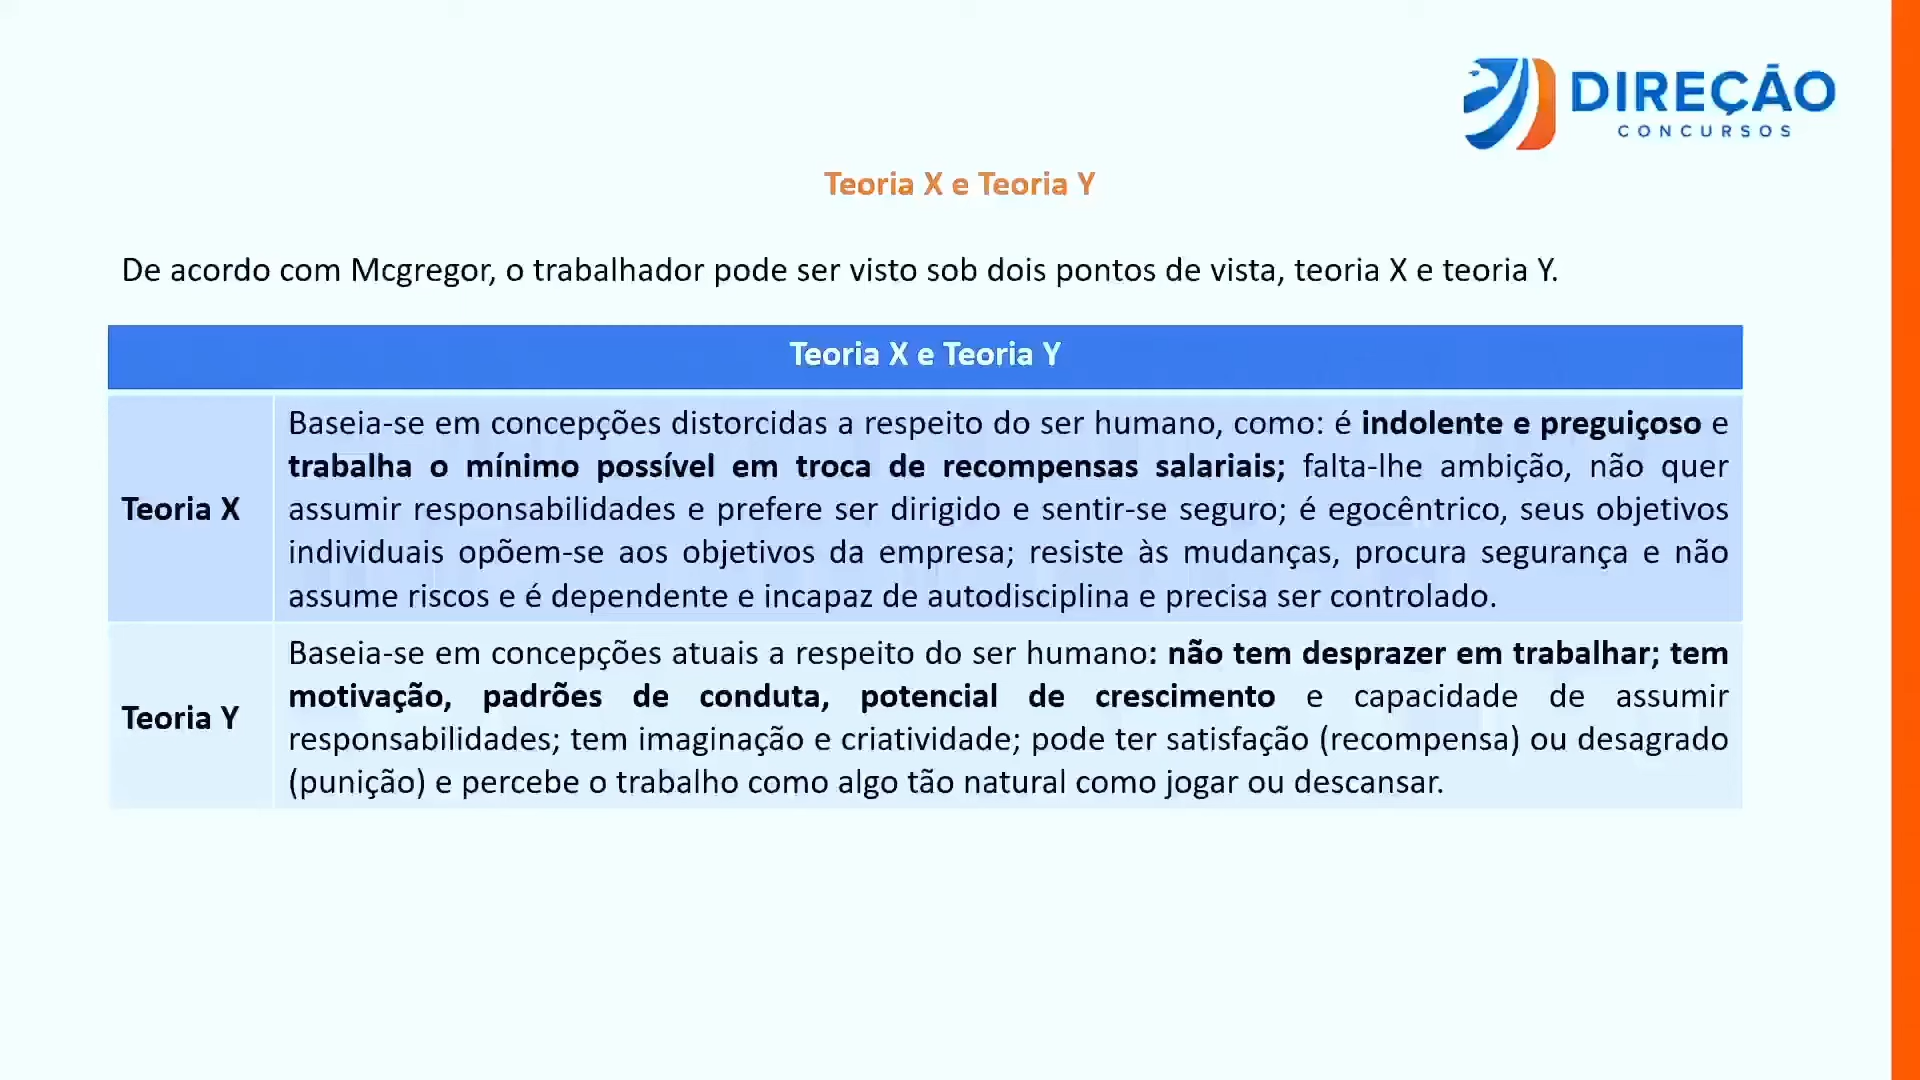 DIREÇÃO
CONCURSOS
Teoria X e Teoria Y
De acordo com Mcgregor, o trabalhador pode ser visto sob dois pontos de vista, teoria X e teoria Y.
Teoria X e Teoria Y
Teoria X
Baseia-se em concepções distorcidas a respeito do ser humano, como: é indolente e preguiçoso e
trabalha o mínimo possível em troca de recompensas salariais; falta-lhe ambição, não quer
assumir responsabilidades e prefere ser dirigido e sentir-se seguro; é egocêntrico, seus objetivos
individuais opõem-se aos objetivos da empresa; resiste às mudanças, procura segurança e não
assume riscos e é dependente e incapaz de autodisciplina e precisa ser controlado.
Teoria Y
Baseia-se em concepções atuais a respeito do ser humano: não tem desprazer em trabalhar; tem
motivação, padrões de conduta, potencial de crescimento e capacidade de assumir
responsabilidades; tem imaginação e criatividade; pode ter satisfação (recompensa) ou desagrado
(punição) e percebe o trabalho como algo tão natural como jogar ou descansar.